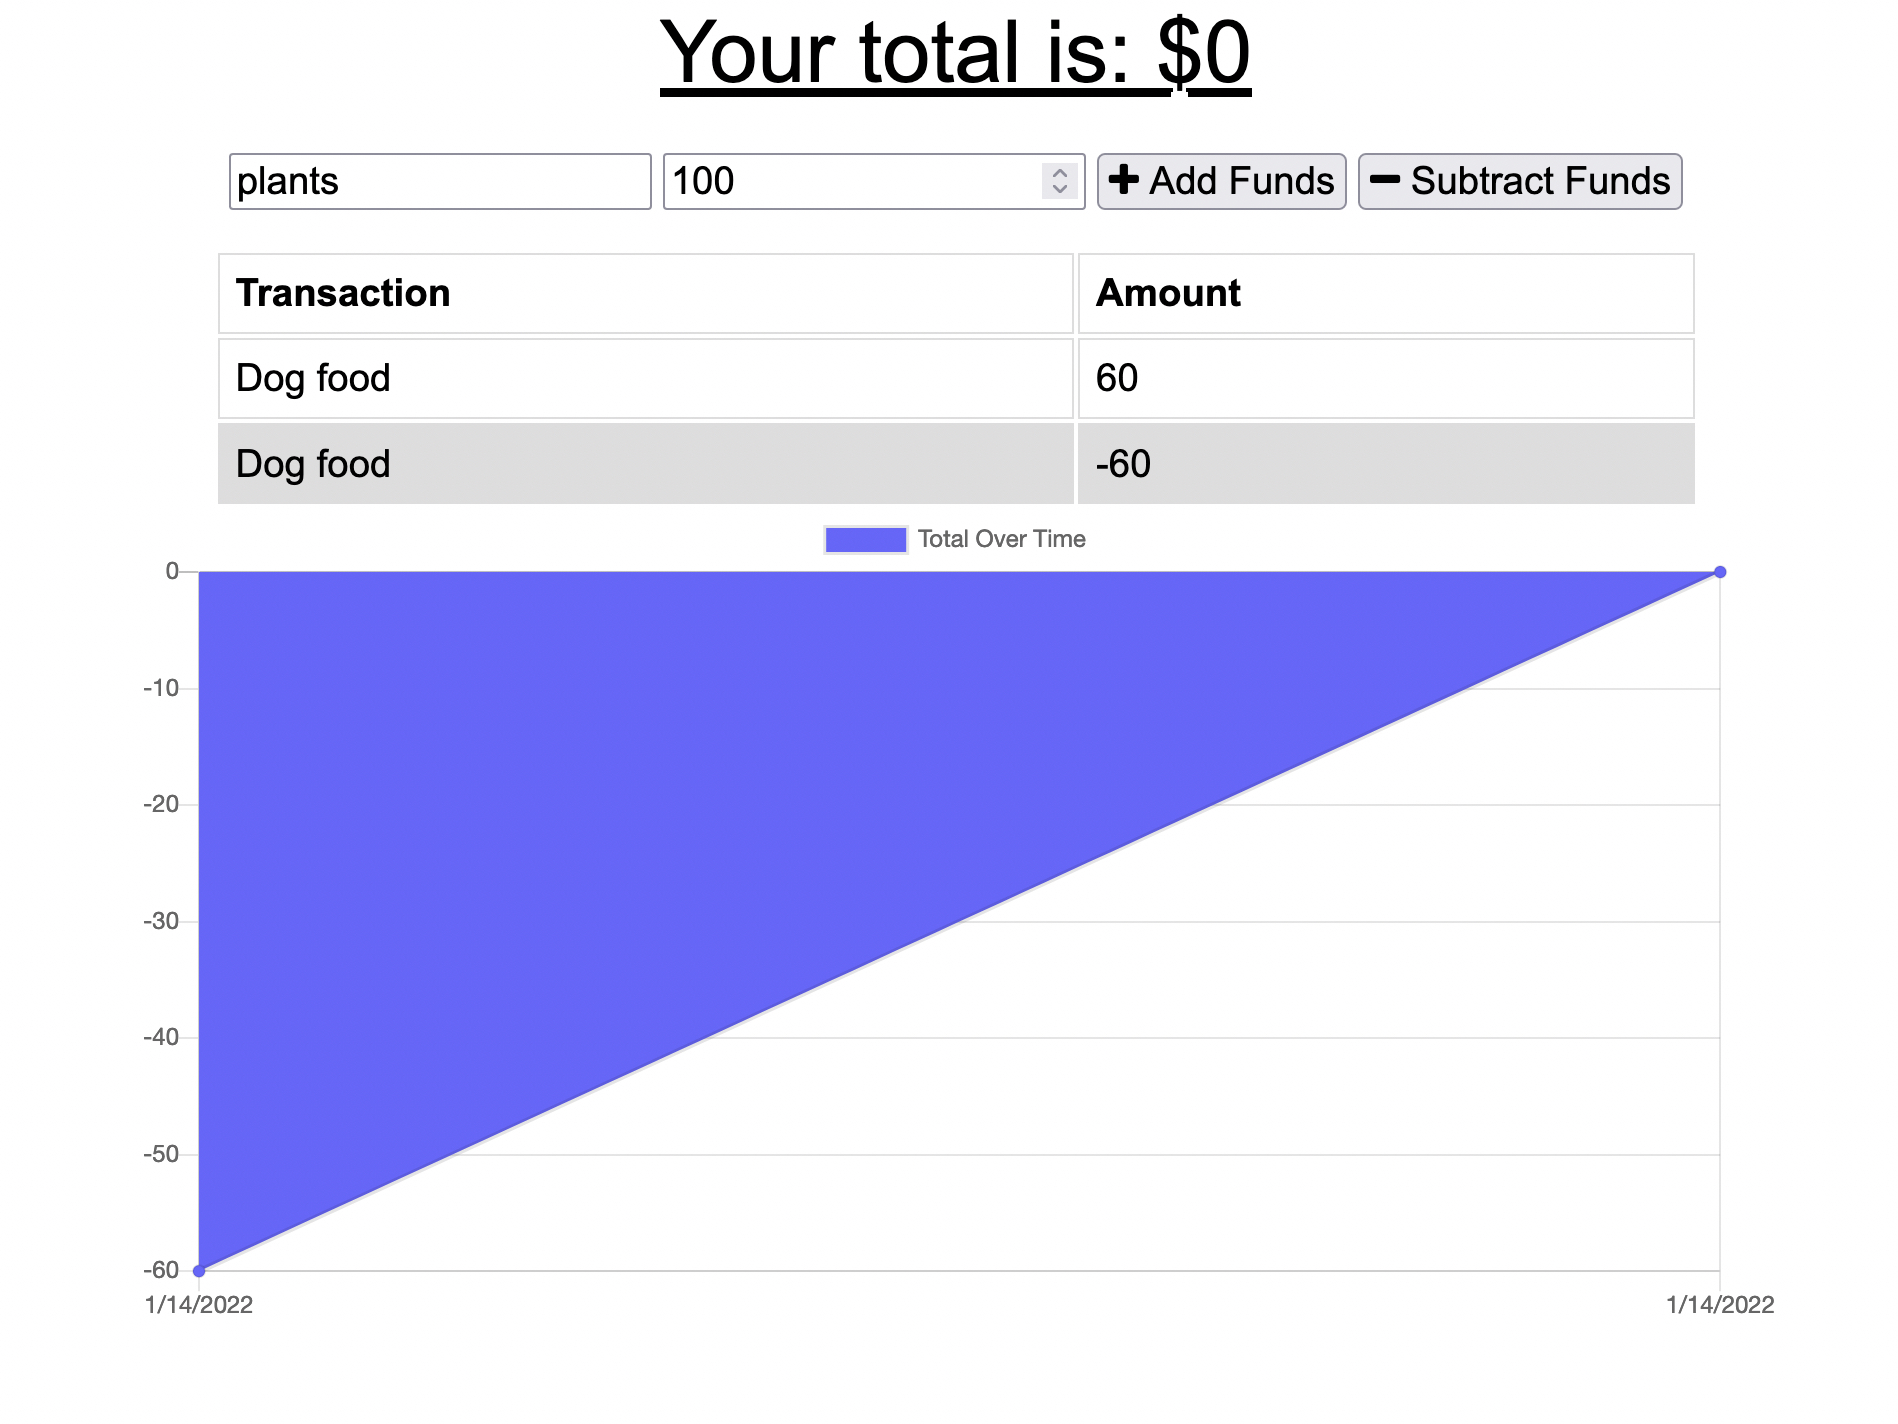 Your total is: $0
plants 100 Add Funds Subtract Funds
Transaction Amount
Dog food 60
Dog food -60
Total Over Time
0
-10
-20
-30
-40
-50
-60
1/14/2022 1/14/2022